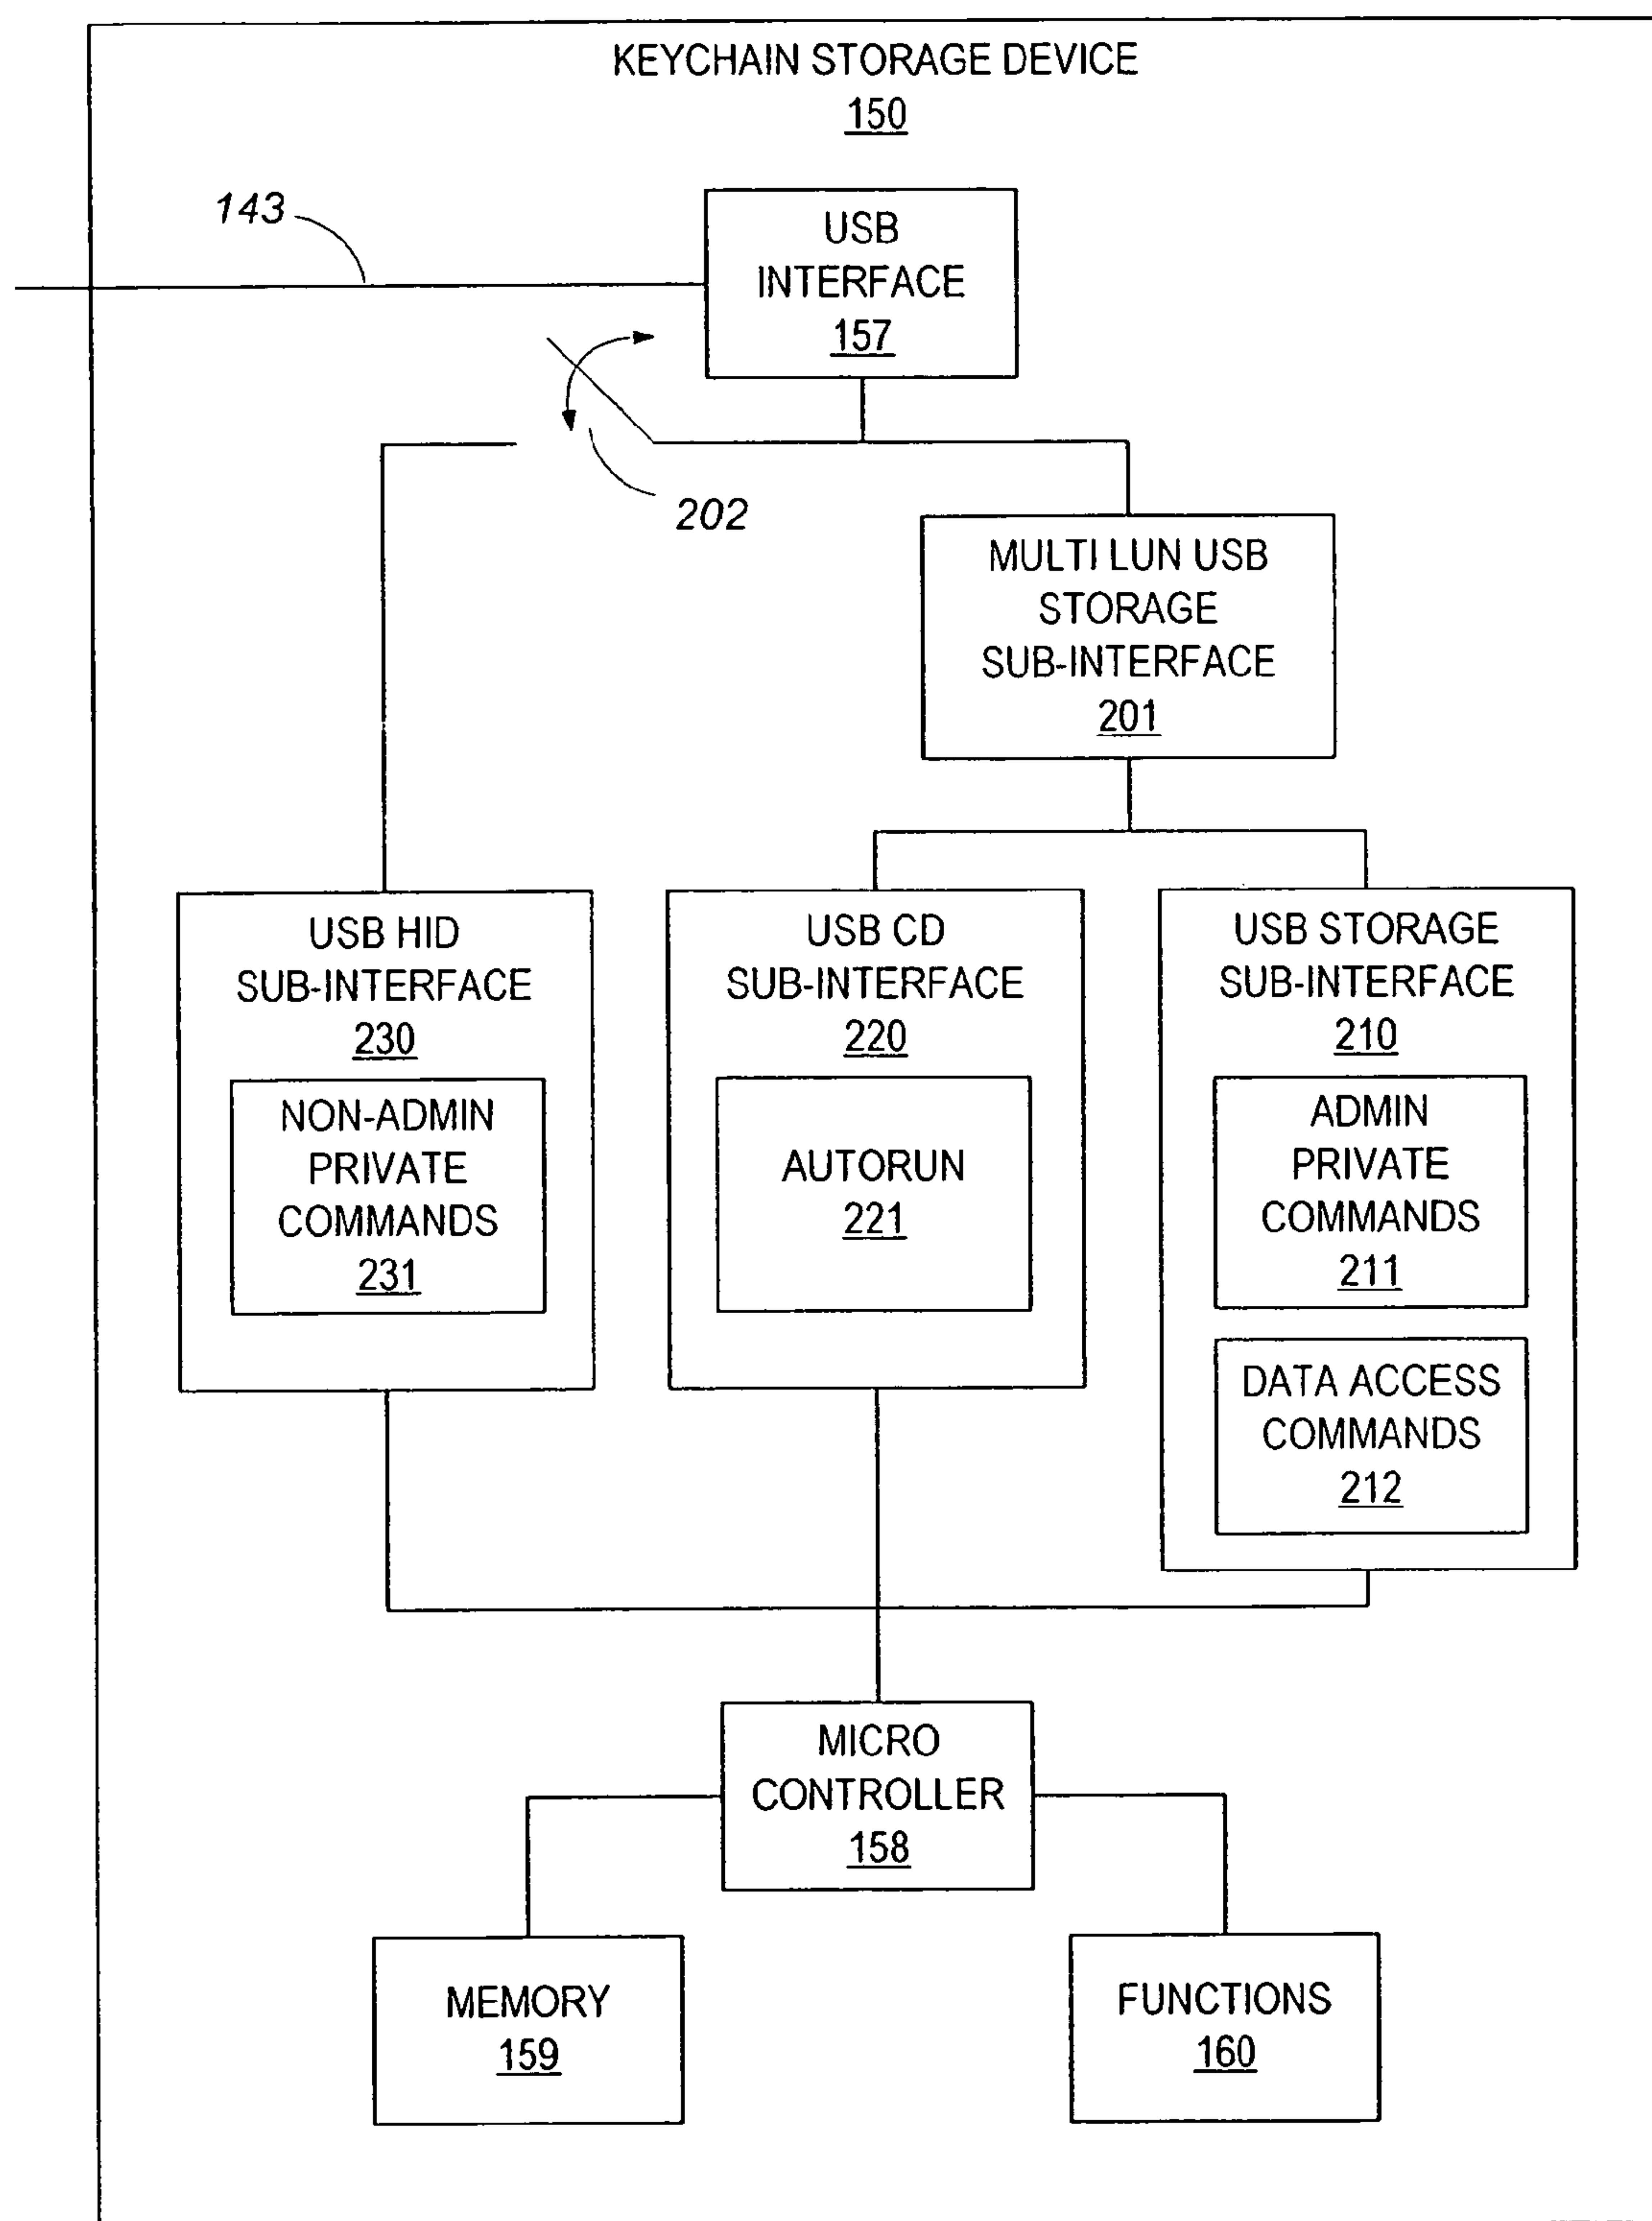 KEYCHAIN STORAGE DEVICE
150
143
USB
INTERFACE
157
202
MULTI LUN USB
STORAGE
SUB-INTERFACE
201
USB HID
SUB-INTERFACE
230
NON-ADMIN
PRIVATE
COMMANDS
231
USB CD
SUB-INTERFACE
220
AUTORUN
221
USB STORAGE
SUB-INTERFACE
210
ADMIN
PRIVATE
COMMANDS
211
DATA ACCESS
COMMANDS
212
MICRO
CONTROLLER
158
MEMORY
159
FUNCTIONS
160